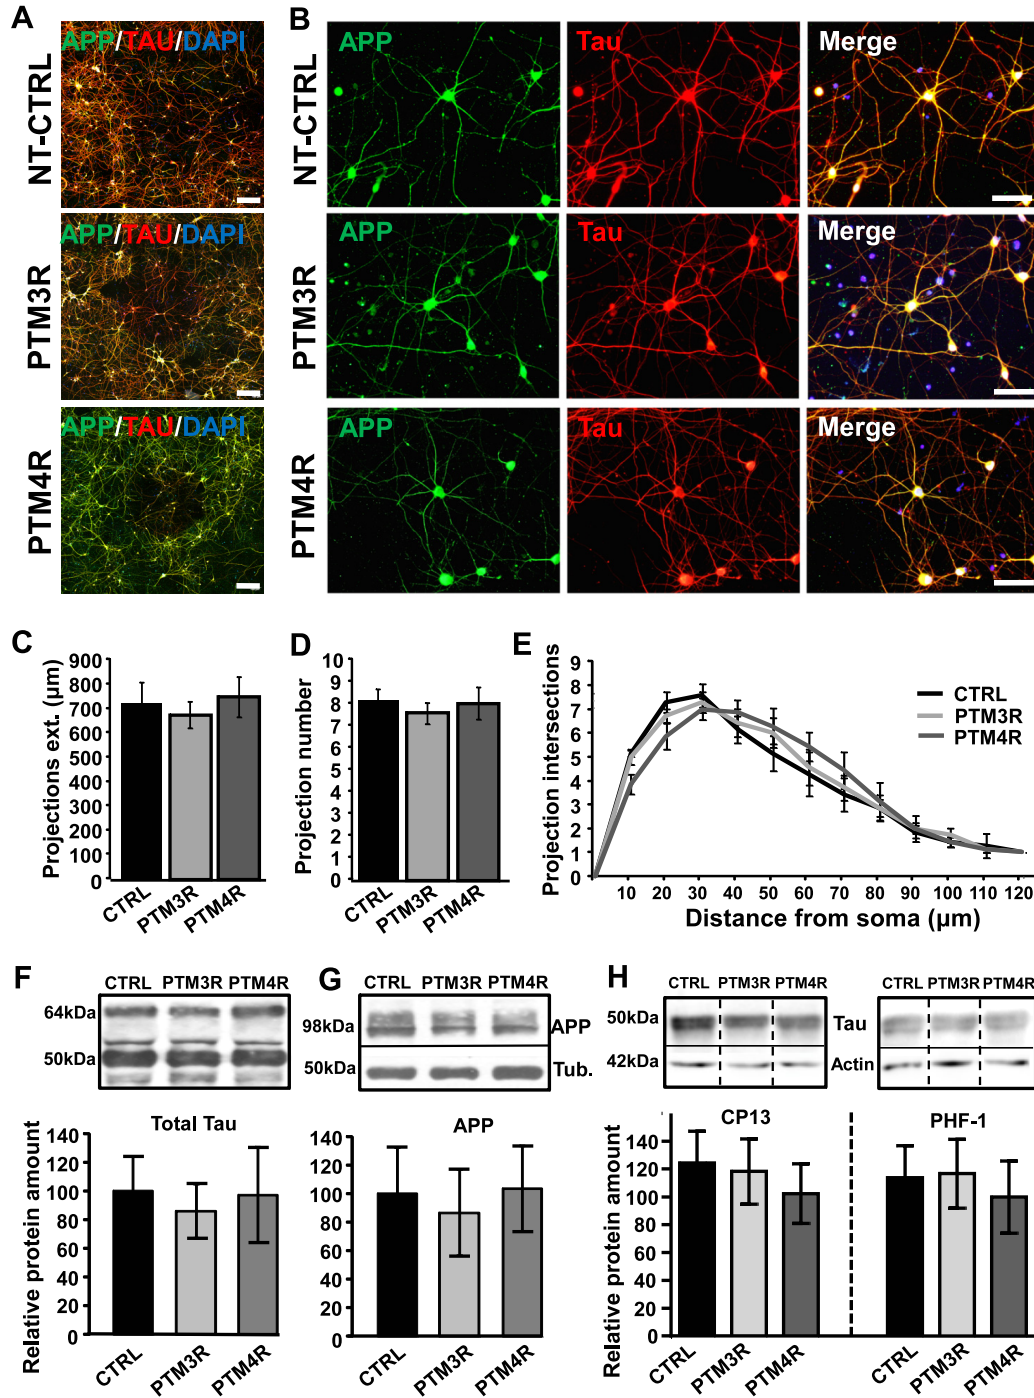 A
NT-CTRL
APP/TAU/DAPI
PTM3R
APP/TAU/DAPI
PTM4R
APP/TAU/DAPI
B
NT-CTRL
APP
Tau
Merge
PTM3R
APP
Tau
Merge
PTM4R
APP
Tau
Merge
C
Projections ext. (µm)
900
800
700
600
500
400
300
200
100
0
CTRL
PTM3R
PTM4R
D
Projection number
10
9
8
7
6
5
4
3
2
1
0
CTRL
PTM3R
PTM4R
E
Projection intersections
9
8
7
6
5
4
3
2
1
0
CTRL
PTM3R
PTM4R
10 20 30 40 50 60 70 80 90 100 110 120
Distance from soma (µm)
F
CTRL PTM3R PTM4R
64kDa
50kDa
Total Tau
Relative protein amount
140
120
100
80
60
40
20
0
CTRL
PTM3R
PTM4R
G
CTRL PTM3R PTM4R
98kDa
APP
50kDa
Tub.
APP
140
120
100
80
60
40
20
0
CTRL
PTM3R
PTM4R
H
CTRL PTM3R PTM4R
CTRL PTM3R PTM4R
50kDa
Tau
42kDa
Actin
CP13
PHF-1
Relative protein amount
160
140
120
100
80
60
40
20
0
CTRL
PTM3R
PTM4R
CTRL
PTM3R
PTM4R